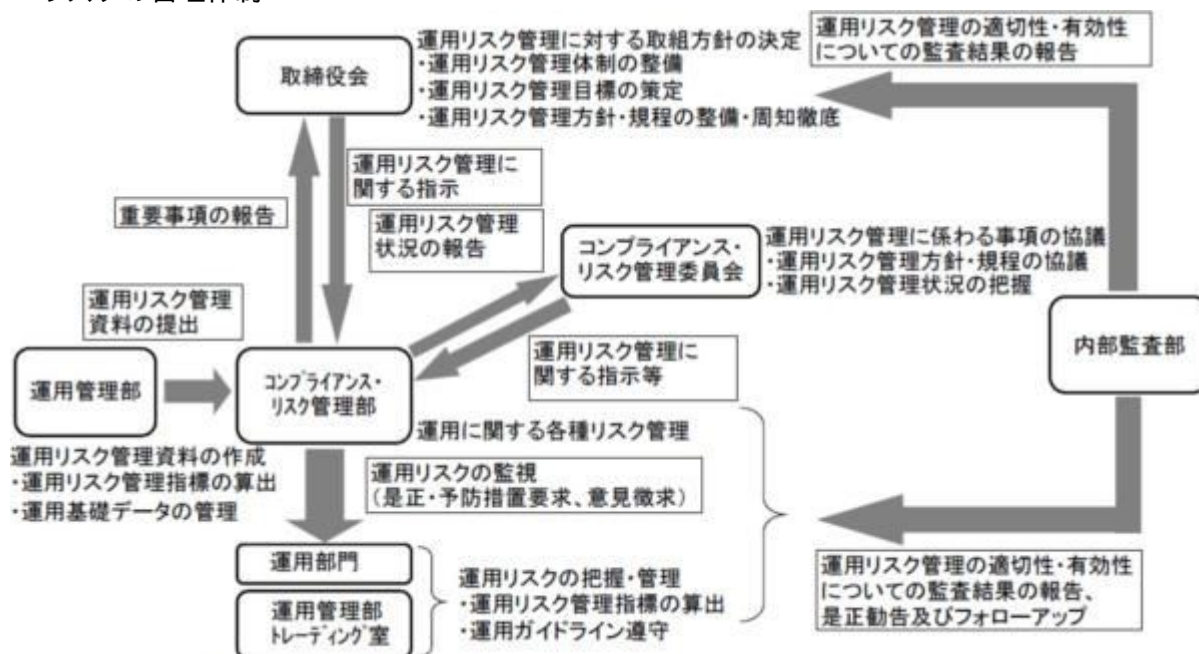 取締役会
運用リスク管理に対する取組方針の決定
・運用リスク管理体制の整備
・運用リスク管理目標の策定
・運用リスク管理方針・規程の整備・周知徹底
運用リスク管理の適切性・有効性
についての監査結果の報告
重要事項の報告
運用リスク管理に
関する指示
運用リスク管理
状況の報告
コンプライアンス・
リスク管理委員会
運用リスク管理に係わる事項の協議
・運用リスク管理方針・規程の協議
・運用リスク管理状況の把握
運用リスク管理
資料の提出
運用リスク管理に
関する指示等
内部監査部
運用管理部
コンプライアンス・
リスク管理部
運用に関する各種リスク管理
運用リスク管理資料の作成
・運用リスク管理指標の算出
・運用基礎データの管理
運用リスクの監視
(是正・予防措置要求、意見徴求)
運用部門
運用管理部
トレーディング室
運用リスクの把握・管理
・運用リスク管理指標の算出
・運用ガイドライン遵守
運用リスク管理の適切性・有効性
についての監査結果の報告、
是正勧告及びフォローアップ